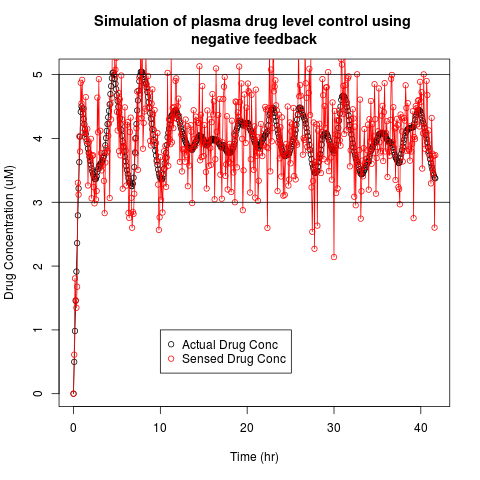 Simulation of plasma drug level control using
negative feedback
Drug Concentration (uM)
5
4
3
2
1
0
Actual Drug Conc
Sensed Drug Conc
0 10 20 30 40
Time (hr)